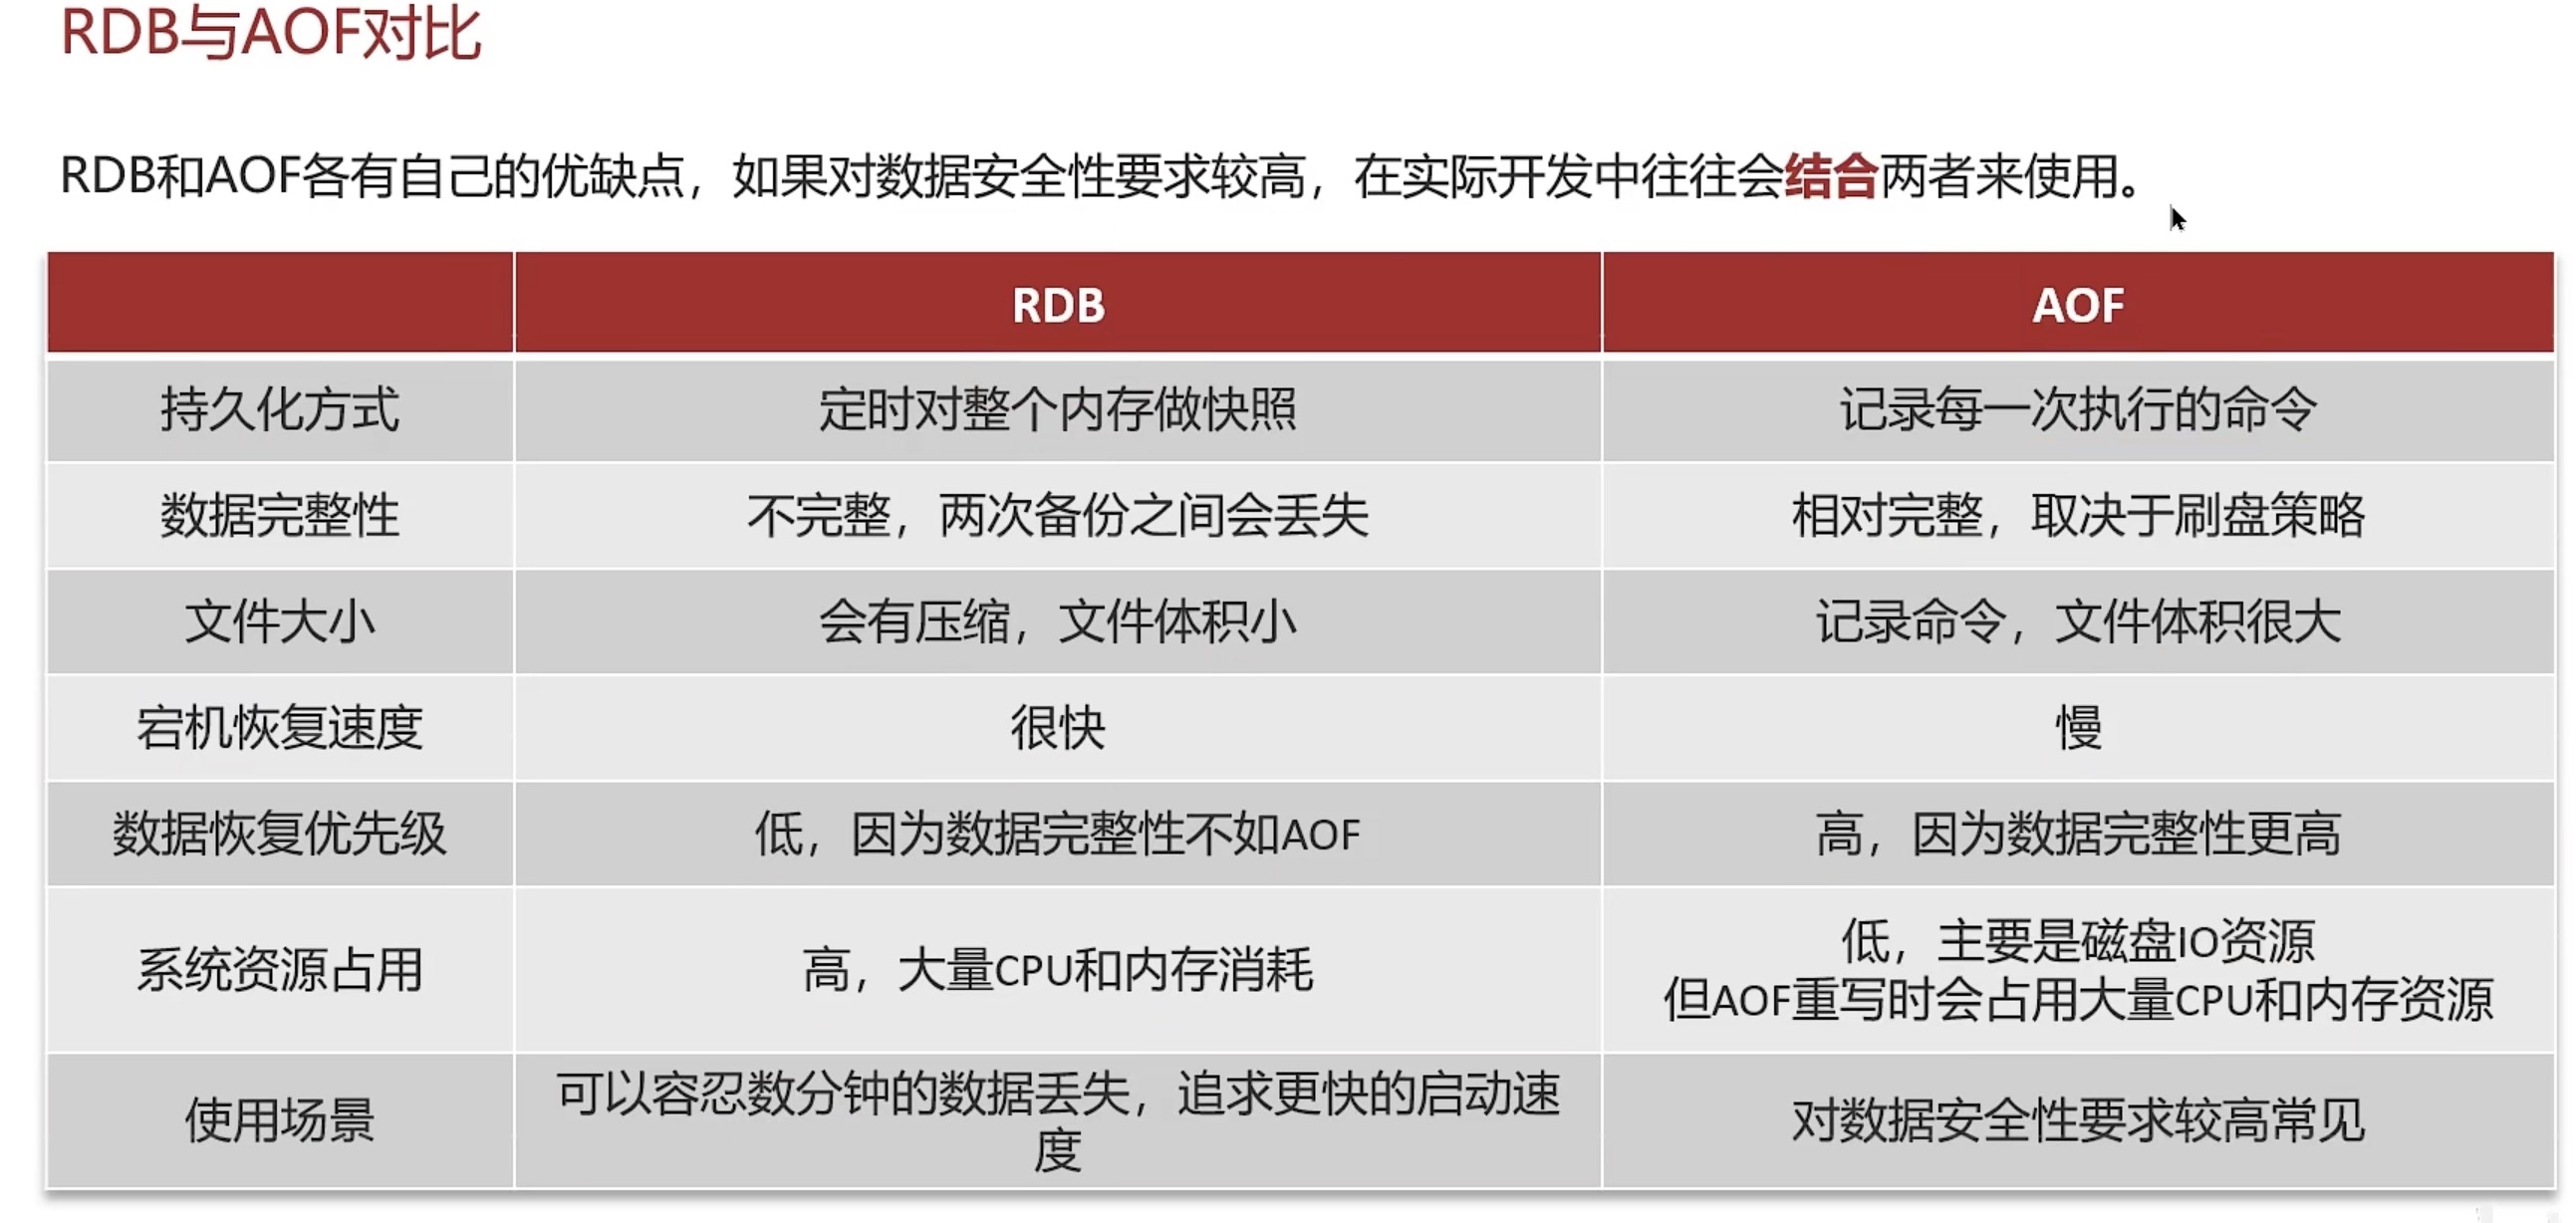 RDB与AOF对比
RDB和AOF各有自己的优缺点，如果对数据安全性要求较高，在实际开发中往往会结合两者来使用。
RDB AOF
持久化方式 定时对整个内存做快照 记录每一次执行的命令
数据完整性 不完整，两次备份之间会丢失 相对完整，取决于刷盘策略
文件大小 会有压缩，文件体积小 记录命令，文件体积很大
宕机恢复速度 很快 慢
数据恢复优先级 低，因为数据完整性不如AOF 高，因为数据完整性更高
系统资源占用 高，大量CPU和内存消耗 低，主要是磁盘IO资源
但AOF重写时会占用大量CPU和内存资源
使用场景 可以容忍数分钟的数据丢失，追求更快的启动速
度 对数据安全性要求较高常见